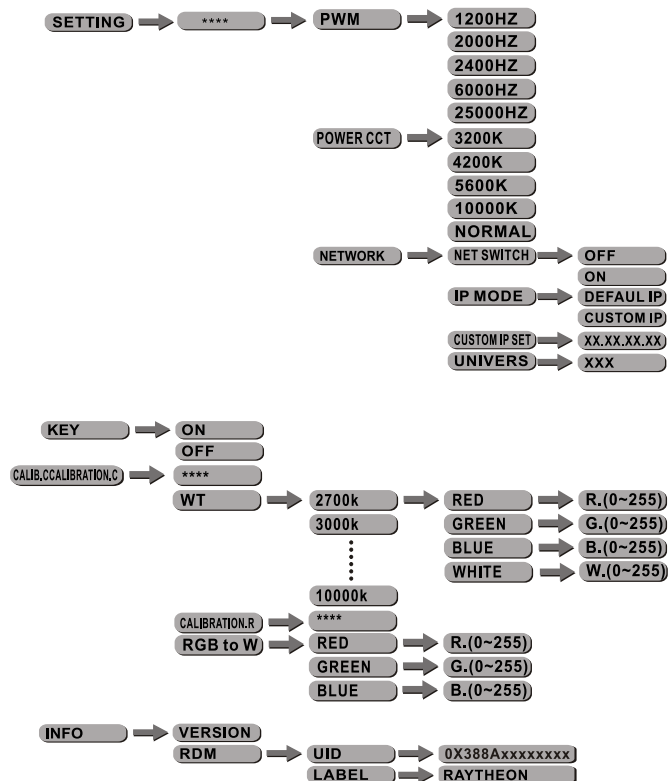 SETTING **** PWM 1200HZ
2000HZ
2400HZ
6000HZ
25000HZ
POWER CCT 3200K
4200K
5600K
10000K
NORMAL
NETWORK NET SWITCH OFF
ON
IP MODE DEFAUL IP
CUSTOM IP
CUSTOM IP SET XX.XX.XX.XX
UNIVERS XXX
KEY ON
OFF
CALIB.CCALIBRATION.C ****
WT 2700k RED R.(0~255)
3000k GREEN G.(0~255)
BLUE B.(0~255)
WHITE W.(0~255)
10000k
CALIBRATION.R ****
RGB to W RED R.(0~255)
GREEN G.(0~255)
BLUE B.(0~255)
INFO VERSION
RDM UID 0X388Axxxxxxxx
LABEL RAYTHEON